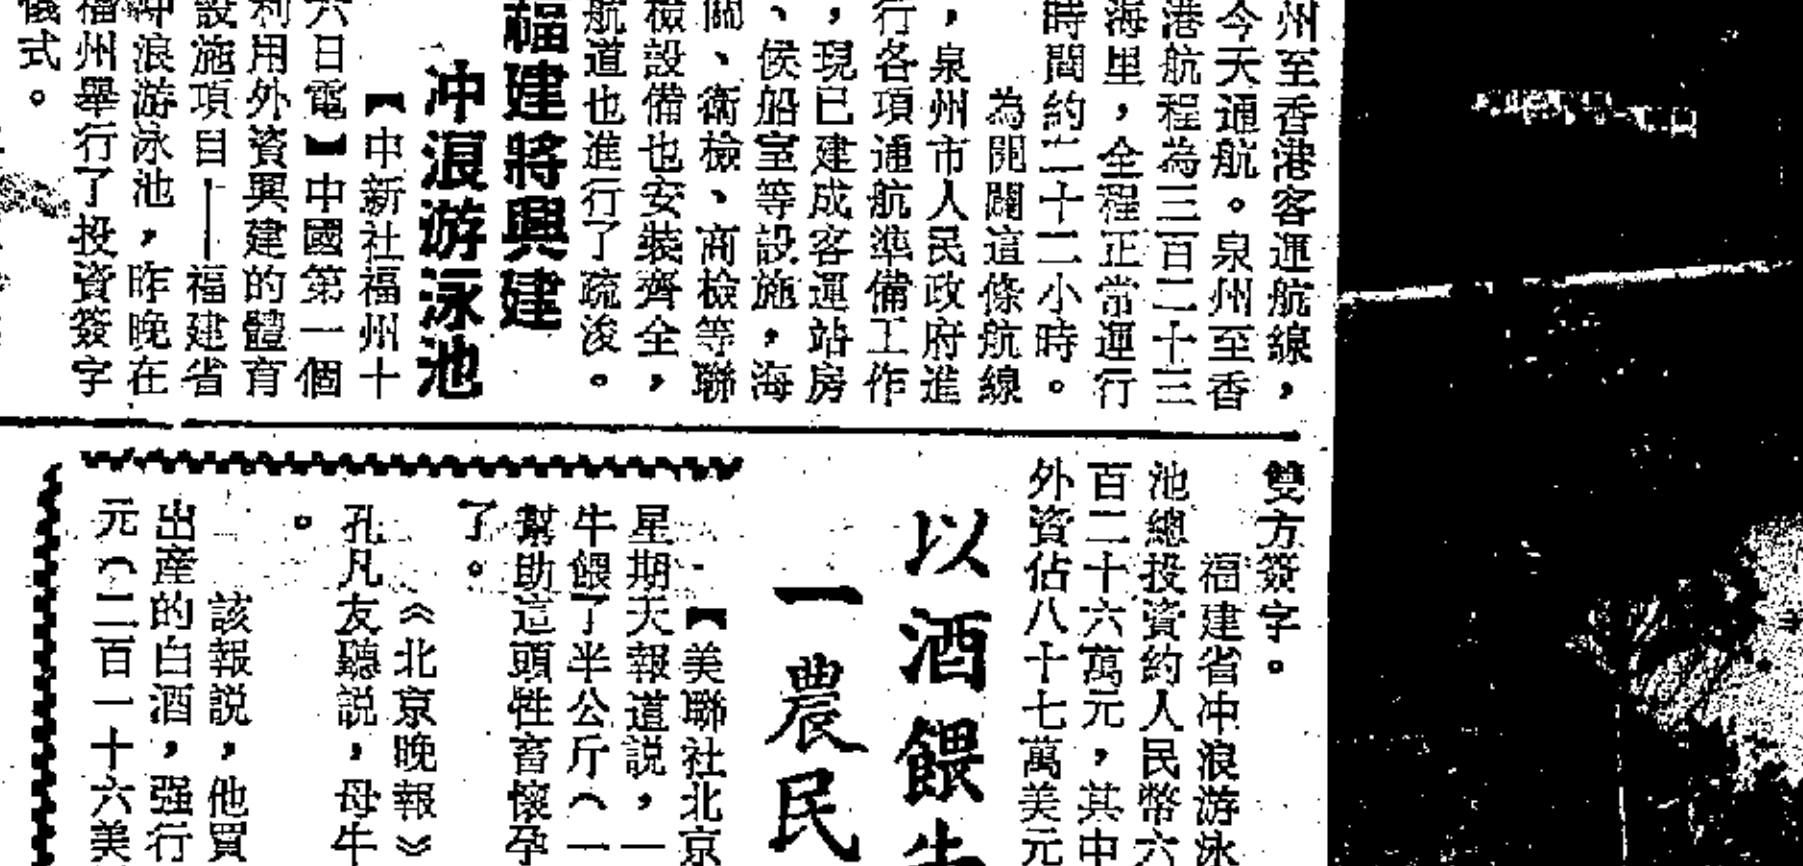 州至香港客運航線，
今天通航。泉州至香
港航程為三百二十三
海里，全程正常運行
時間約二十二小時。
為開闢這條航線
，泉州市人民政府進
行各項通航準備工作
，現已建成客運站房
、候船室等設施，海
關、衛檢、商檢等聯
檢設備也安裝齊全，
航道也進行了疏浚。
福建將興建
冲浪游泳池
【中新社福州十
六日電】中國第一個
利用外資興建的體育
設施項目——福建省
冲浪游泳池，昨晚在
福州舉行了投資簽字
儀式。
雙方簽字。
福建省冲浪游泳
池總投資約人民幣六
百二十六萬元，其中
外資佔八十七萬美元
以酒餵牛
一農民
【美聯社北京
星期天報道説，一
牛餵了半公斤（一
幫助這頭牲畜懷孕
了。
《北京晚報》
孔凡友聽説，母牛
。
該報説，他買
出産的白酒，强行
元（二百一十六美